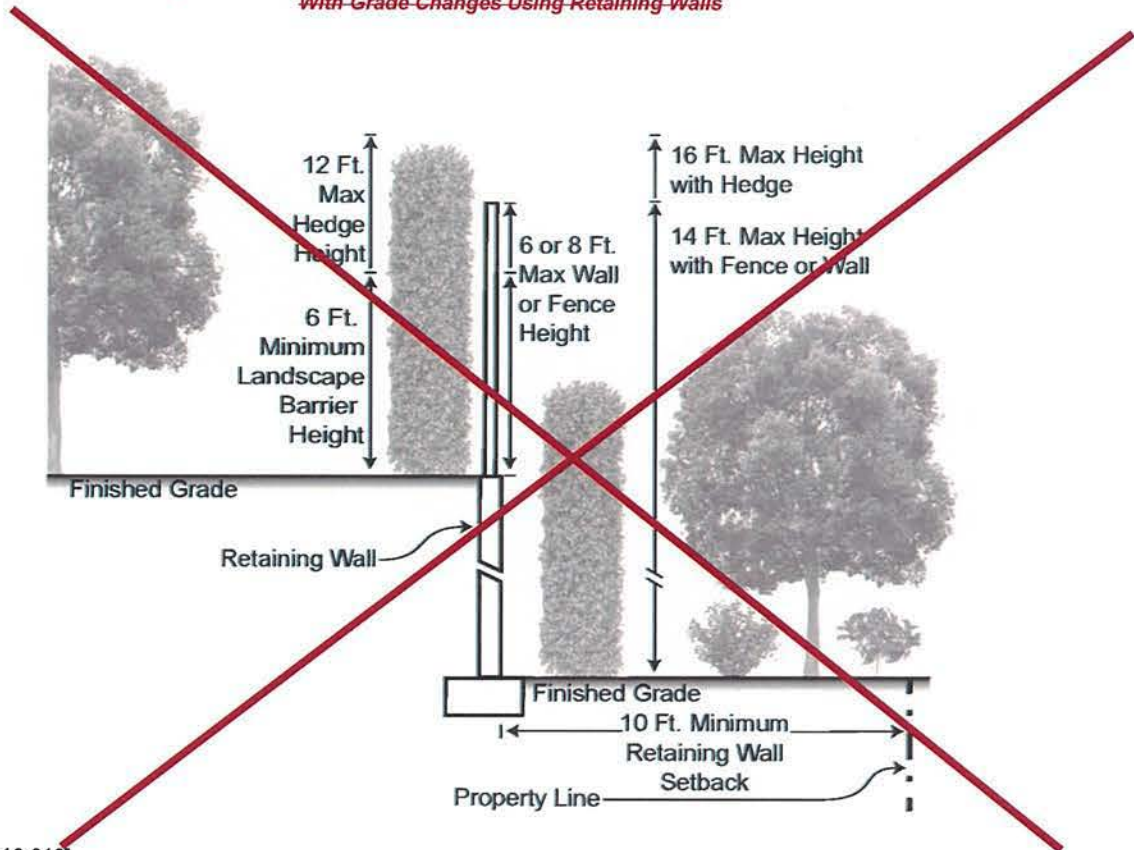 With Grade Changes Using Retaining Walls
12 Ft.
Max
Hedge
Height
6 Ft.
Minimum
Landscape
Barrier
Height
6 or 8 Ft.
Max Wall
or Fence
Height
16 Ft. Max Height
with Hedge
14 Ft. Max Height
with Fence or Wall
Finished Grade
Retaining Wall
Finished Grade
10 Ft. Minimum
Retaining Wall
Setback
Property Line